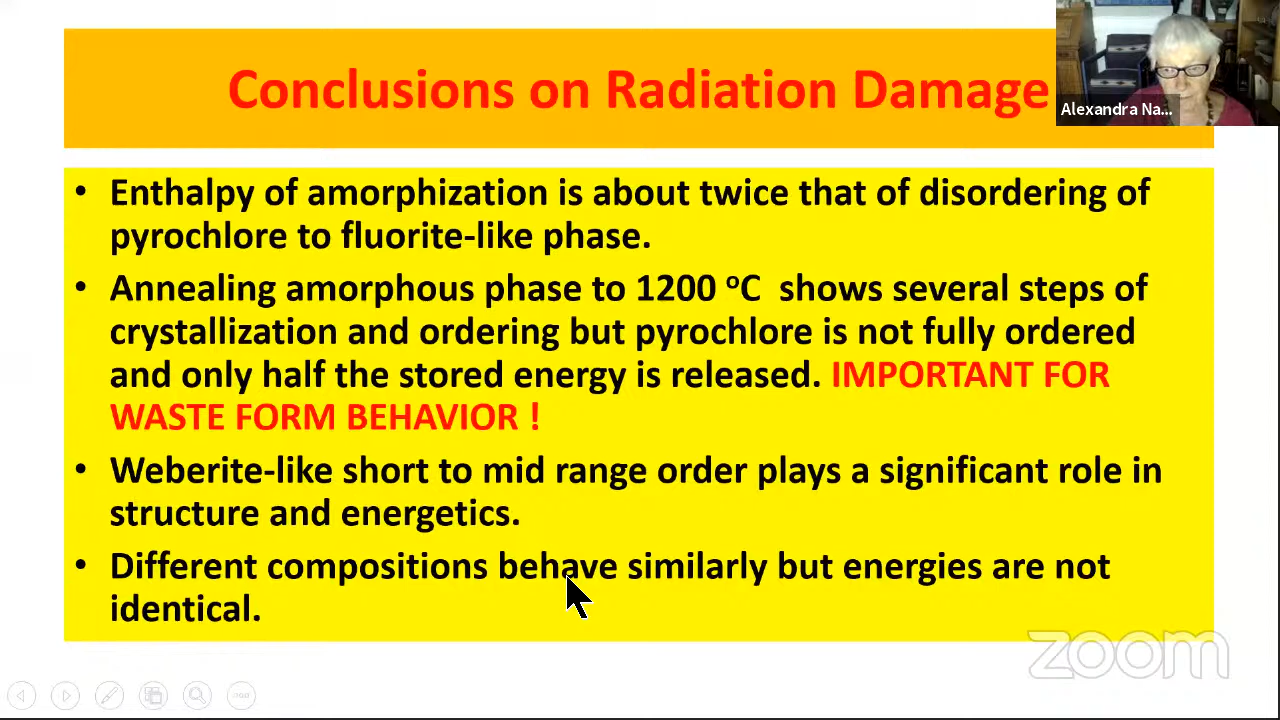 Conclusions on Radiation Damage
Alexandra Na...
• Enthalpy of amorphization is about twice that of disordering of
pyrochlore to fluorite-like phase.
• Annealing amorphous phase to 1200 ºC shows several steps of
crystallization and ordering but pyrochlore is not fully ordered
and only half the stored energy is released. IMPORTANT FOR
WASTE FORM BEHAVIOR !
• Weberite-like short to mid range order plays a significant role in
structure and energetics.
• Different compositions behave similarly but energies are not
identical.
zoom